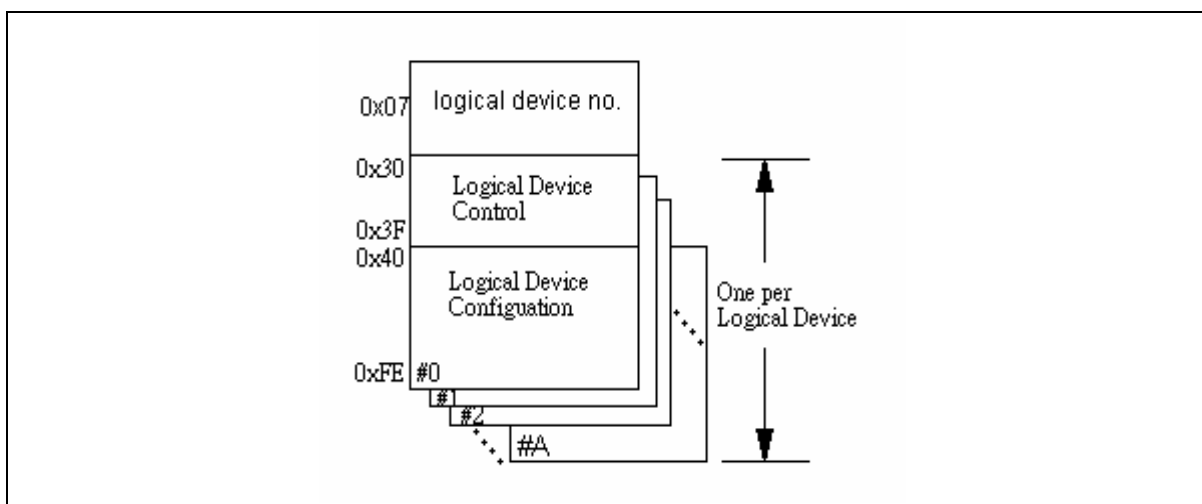 0x07
logical device no.
0x30
Logical Device
Control
0x3F
0x40
Logical Device
Configuation
One per
Logical Device
0xFE
#0
#1
#2
#A